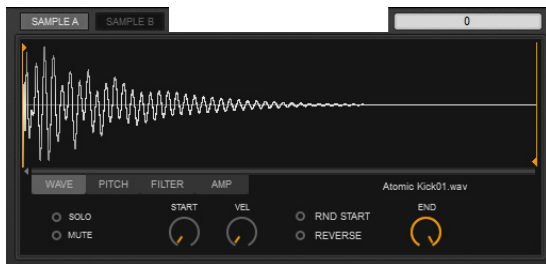 SAMPLE A SAMPLE B 0
WAVE PITCH FILTER AMP Atomic Kick01.wav
START VEL END
SOLO RND START
MUTE REVERSE